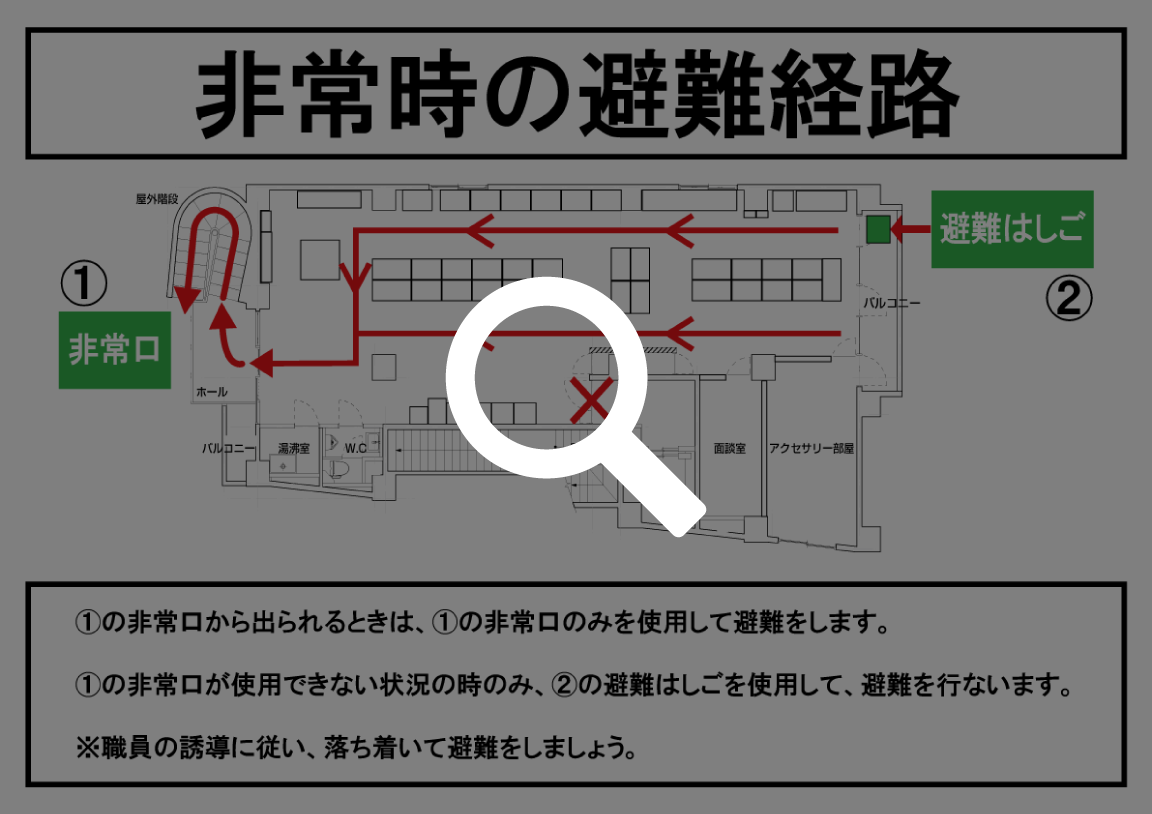 非常時の避難経路
屋外階段
避難はしご
①
②
バルコニー
非常口
ホール
バルコニー
湯沸室
W.C
面談室
アクセサリー部屋
①の非常口から出られるときは、①の非常口のみを使用して避難をします。
①の非常口が使用できない状況の時のみ、②の避難はしごを使用して、避難を行ないます。
※職員の誘導に従い、落ち着いて避難をしましょう。